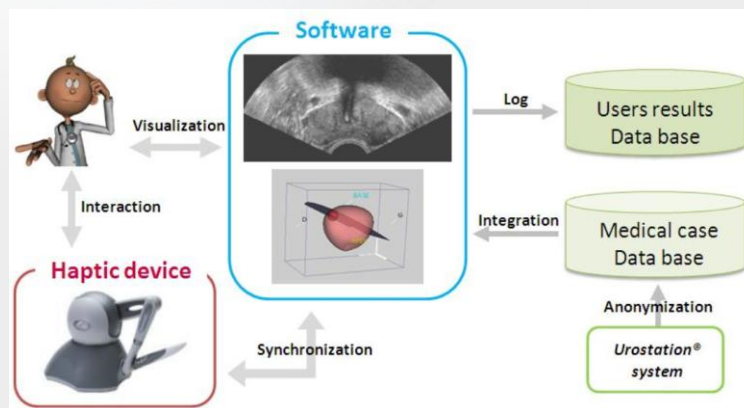 Software
Visualization
Log
Users results
Data base
Interaction
Integration
Medical case
Data base
Haptic device
Anonymization
Synchronization
Urostation®
system